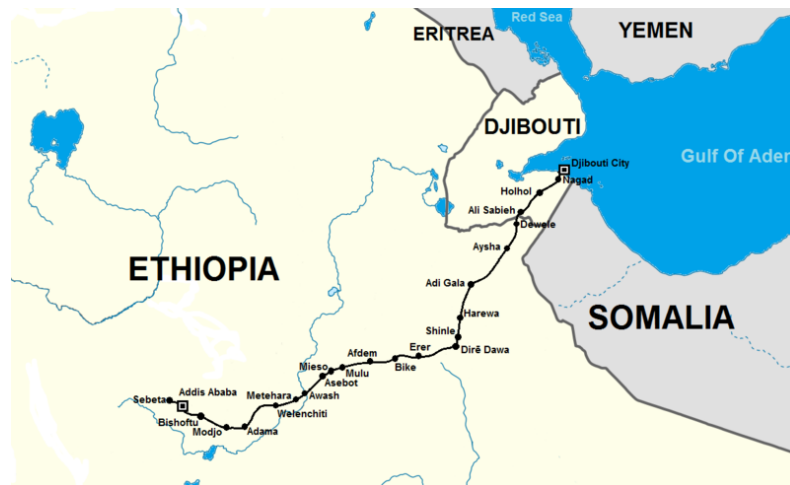 Red Sea
ERITREA
YEMEN
DJIBOUTI
Djibouti City
Gulf Of Aden
Nagad
Holhol
Ali Sabieh
Dewele
Aysha
ETHIOPIA
Adi Gala
Harewa
SOMALIA
Shinle
Dirē Dawa
Erer
Afdem
Bike
Mieso
Mulu
Asebot
Addis Ababa
Metehara
Awash
Sebeta
Welenchiti
Bishoftu
Modjo
Adama